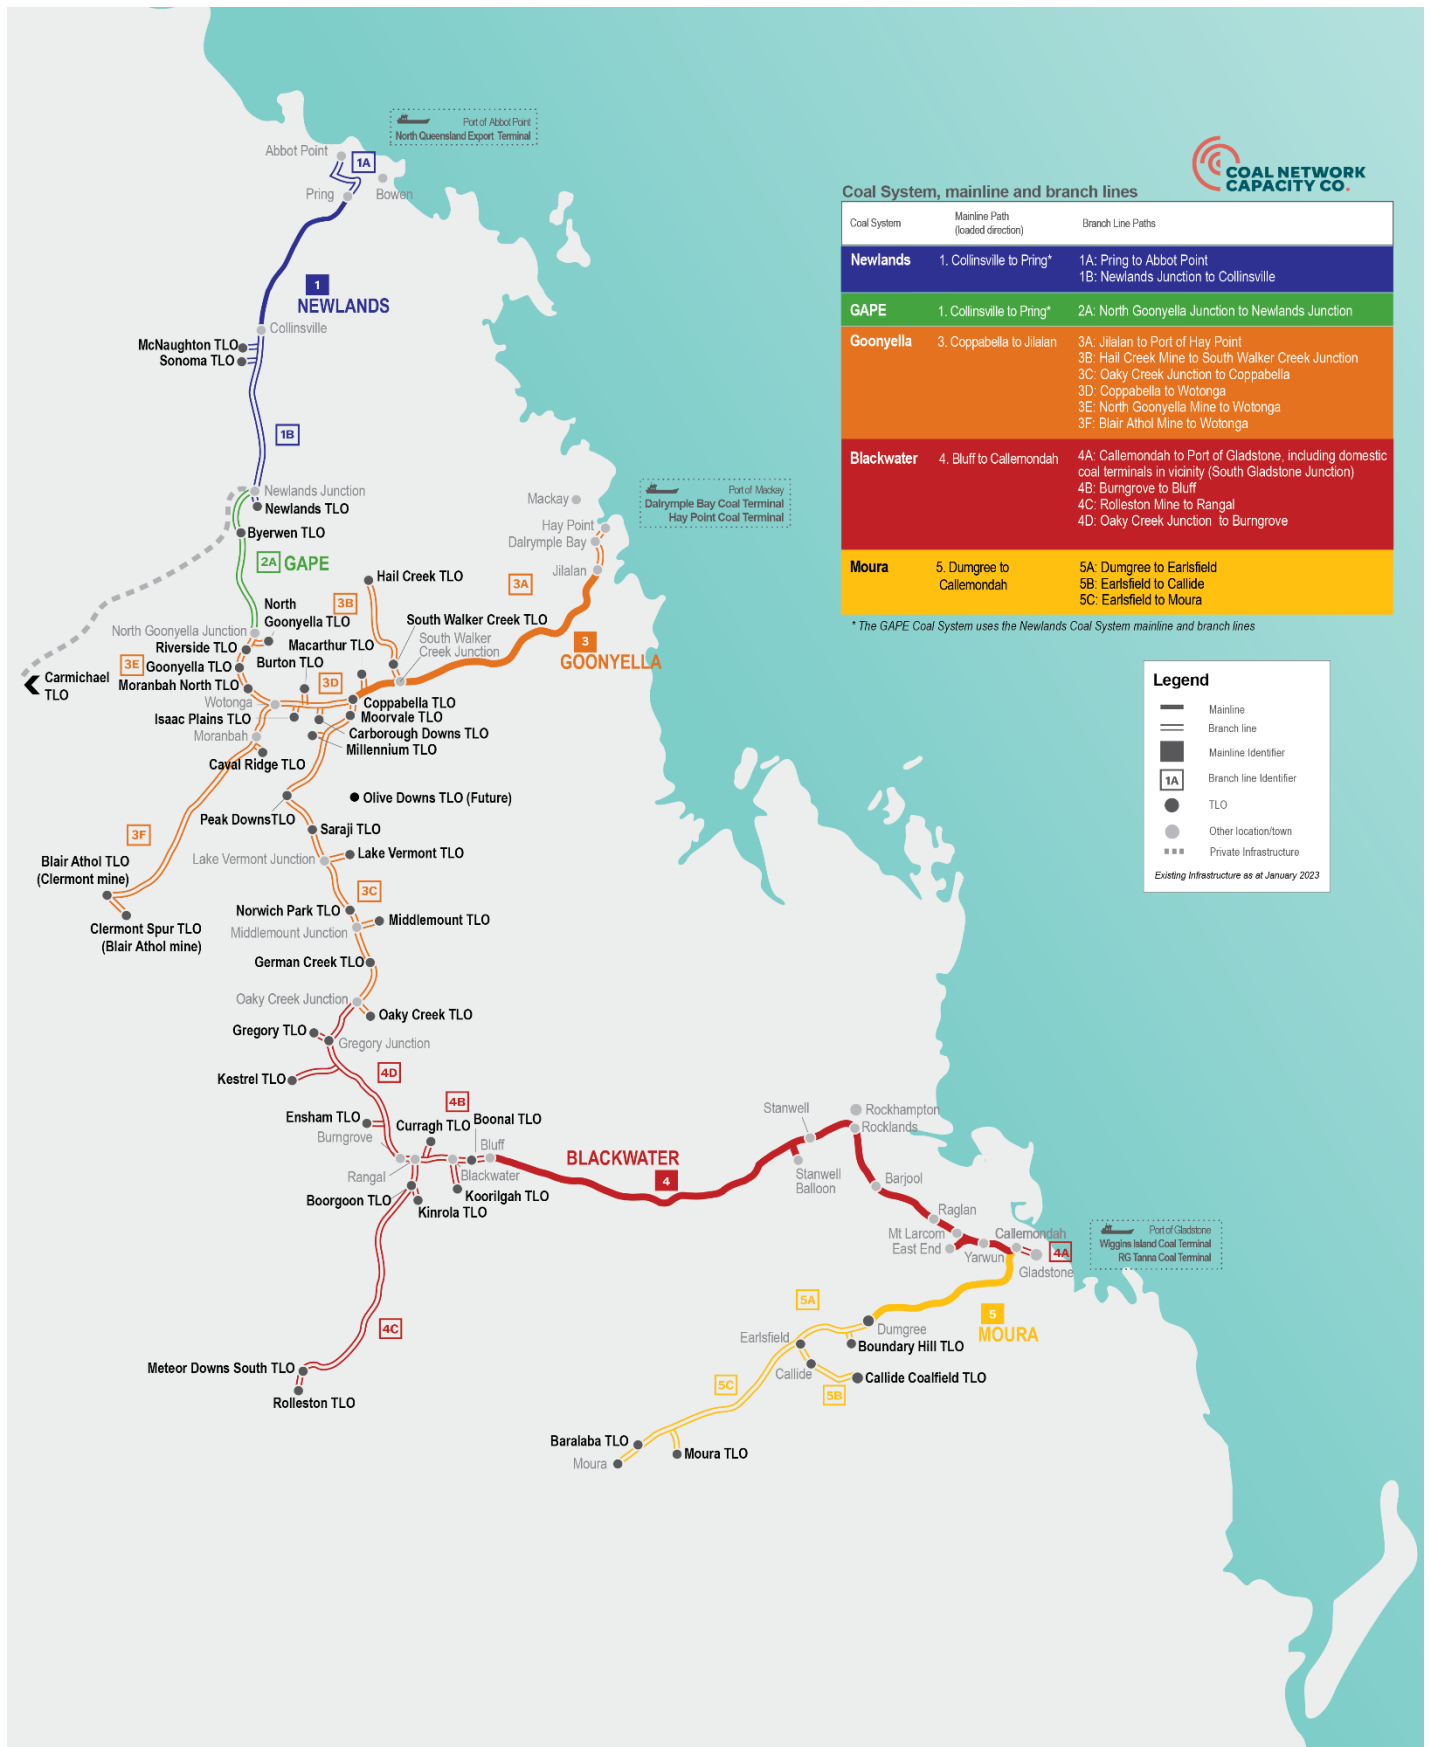 Port of Abbot Point
North Queensland Export Terminal
Abbot Point
1A
Pring
Bowen
COAL NETWORK
CAPACITY CO.
Coal System, mainline and branch lines
Coal System
Mainline Path
(loaded direction)
Branch Line Paths
Newlands
1. Collinsville to Pring*
1A: Pring to Abbot Point
1B: Newlands Junction to Collinsville
GAPE
1. Collinsville to Pring*
2A: North Goonyella Junction to Newlands Junction
Goonyella
3. Coppabella to Jilalan
3A: Jilalan to Port of Hay Point
3B: Hail Creek Mine to South Walker Creek Junction
3C: Oaky Creek Junction to Coppabella
3D: Coppabella to Wotonga
3E: North Goonyella Mine to Wotonga
3F: Blair Athol Mine to Wotonga
Blackwater
4. Bluff to Callemondah
4A: Callemondah to Port of Gladstone, including domestic
coal terminals in vicinity (South Gladstone Junction)
4B: Burngrove to Bluff
4C: Rolleston Mine to Rangal
4D: Oaky Creek Junction to Burngrove
Moura
5. Dumgree to
Callemondah
5A: Dumgree to Earlsfield
5B: Earlsfield to Callide
5C: Earlsfield to Moura
* The GAPE Coal System uses the Newlands Coal System mainline and branch lines
Legend
Mainline
Branch line
Mainline Identifier
1A
Branch line Identifier
TLO
Other location/town
Private Infrastructure
Existing Infrastructure as at January 2023
1
NEWLANDS
Collinsville
McNaughton TLO
Sonoma TLO
1B
Newlands Junction
Newlands TLO
Byerwen TLO
2A
GAPE
Mackay
Port of Mackay
Dalrymple Bay Coal Terminal
Hay Point Coal Terminal
Hay Point
Dalrymple Bay
Jilalan
3A
Hail Creek TLO
3B
North
Goonyella TLO
South Walker Creek TLO
South Walker
Creek Junction
3
GOONYELLA
North Goonyella Junction
Riverside TLO
Macarthur TLO
3E
Goonyella TLO
Burton TLO
Moranbah North TLO
3D
Carmichael
TLO
Wotonga
Coppabella TLO
Isaac Plains TLO
Moorvale TLO
Moranbah
Carborough Downs TLO
Millennium TLO
Caval Ridge TLO
Olive Downs TLO (Future)
Peak DownsTLO
Saraji TLO
3F
Lake Vermont Junction
Lake Vermont TLO
Blair Athol TLO
(Clermont mine)
3C
Norwich Park TLO
Middlemount TLO
Clermont Spur TLO
(Blair Athol mine)
Middlemount Junction
German Creek TLO
Oaky Creek Junction
Oaky Creek TLO
Gregory TLO
Gregory Junction
Kestrel TLO
4D
4B
Ensham TLO
Curragh TLO
Boonal TLO
Burngrove
Bluff
Rangal
Blackwater
Boorgoon TLO
Koorilgah TLO
Kinrola TLO
BLACKWATER
4
Stanwell
Rockhampton
Rocklands
Stanwell
Balloon
Barjool
Raglan
Mt Larcom
Callemondah
East End
Yarwun
4A
Gladstone
Port of Gladstone
Wiggins Island Coal Terminal
RG Tanna Coal Terminal
4C
5A
5
MOURA
Dumgree
Earlsfield
Boundary Hill TLO
Meteor Downs South TLO
Callide
Callide Coalfield TLO
5C
5B
Rolleston TLO
Baralaba TLO
Moura TLO
Moura